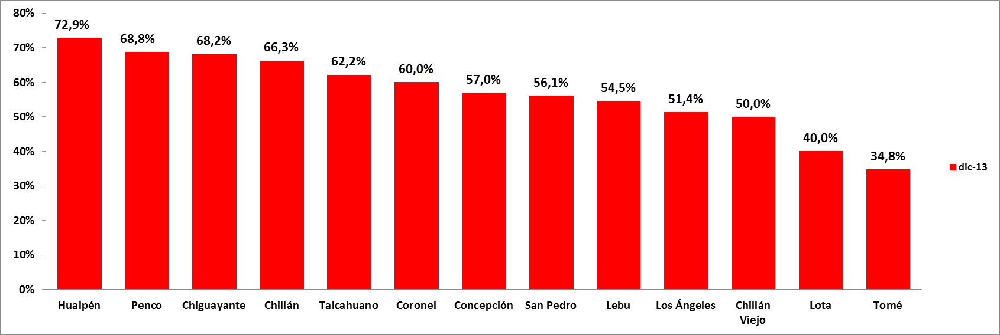 80%
70%
60%
50%
40%
30%
20%
10%
0%
72,9%
68,8%
68,2%
66,3%
62,2%
60,0%
57,0%
56,1%
54,5%
51,4%
50,0%
40,0%
34,8%
Hualpén
Penco
Chiguayante
Chillán
Talcahuano
Coronel
Concepción
San Pedro
Lebu
Los Ángeles
Chillán
Viejo
Lota
Tomé
dic-13